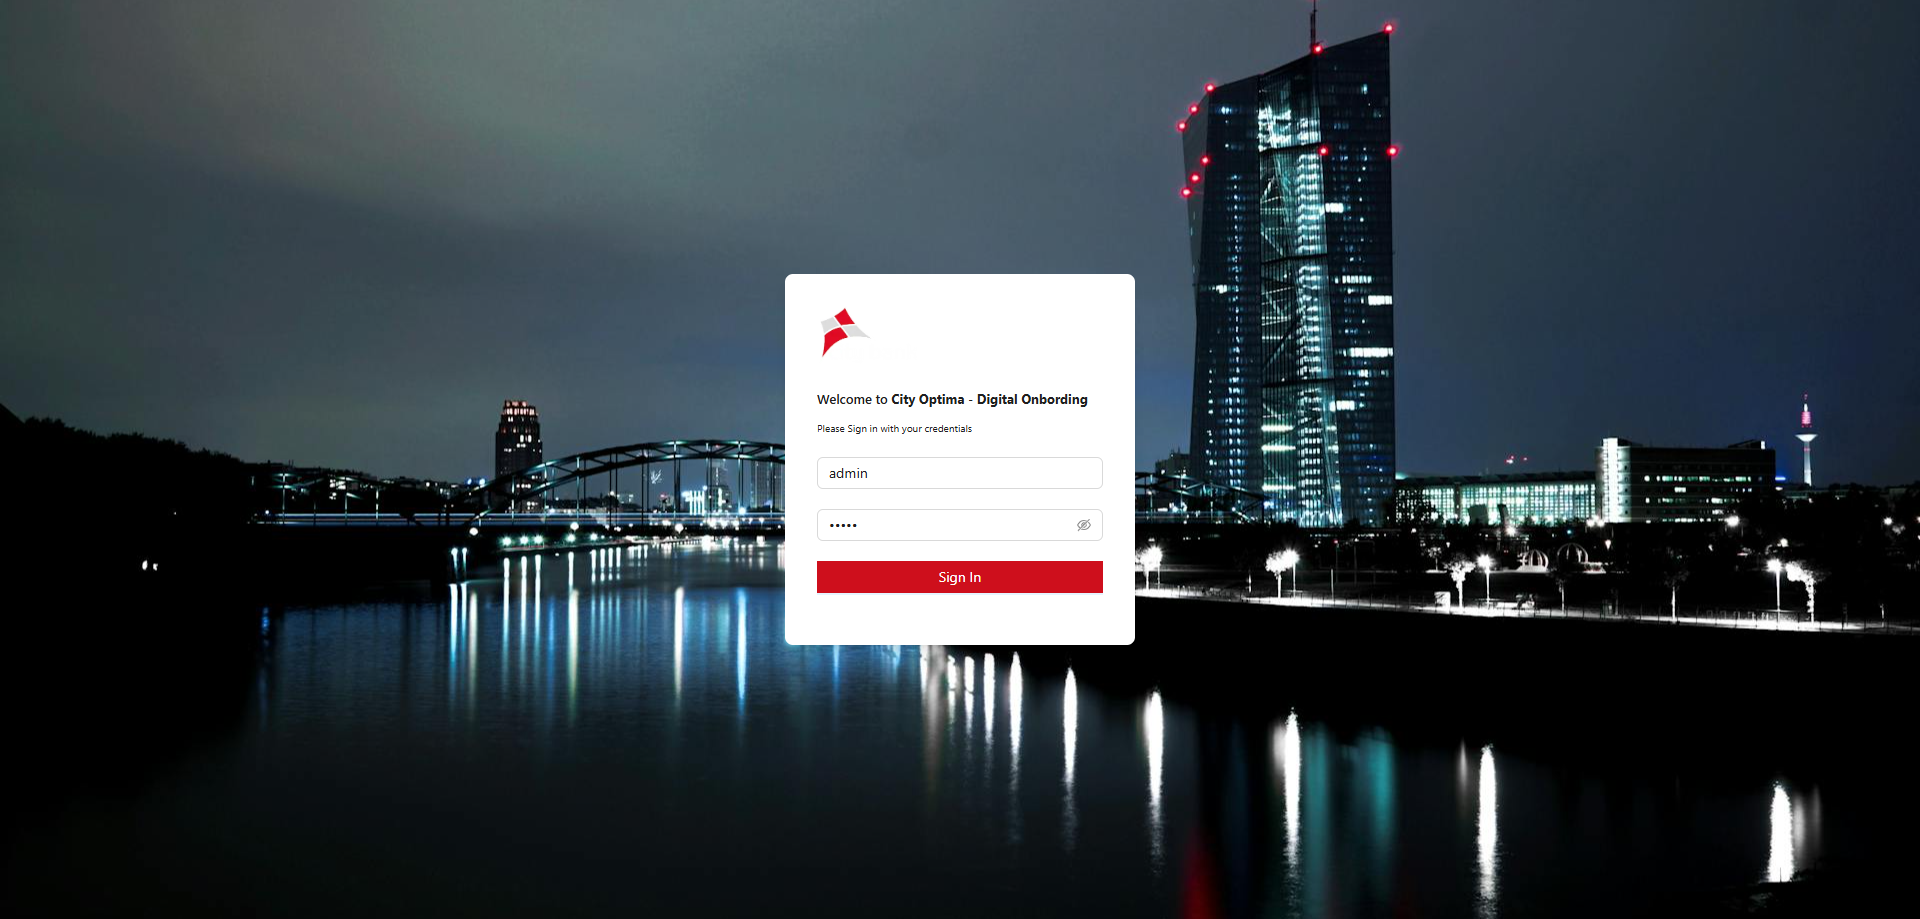 Welcome to City Optima - Digital Onbording
Please Sign in with your credentials
admin
•••••
Sign In